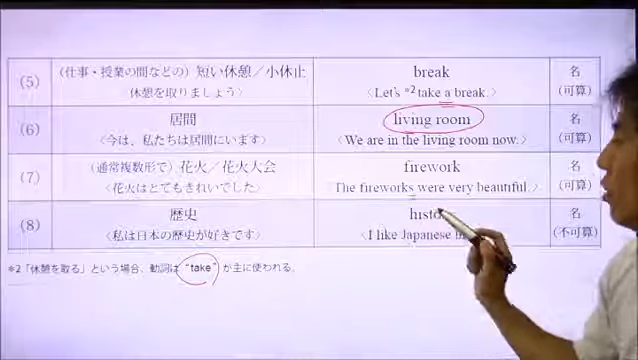 (5) （仕事・授業の間などの）短い休憩／小休止 break 名
〈休憩を取りましょう〉 〈Let's *2 take a break.〉 (可算)
(6) 居間 living room 名
〈今は、私たちは居間にいます〉 〈We are in the living room now.〉 (可算)
(7) （通常複数形で）花火／花火大会 firework 名
〈花火はとてもきれいでした〉 The fireworks were very beautiful.〉 (可算)
(8) 歴史 histo 名
〈私は日本の歴史が好きです〉 〈I like Japanese (不可算)
*2「休憩を取る」という場合、動詞は "take" が主に使われる。